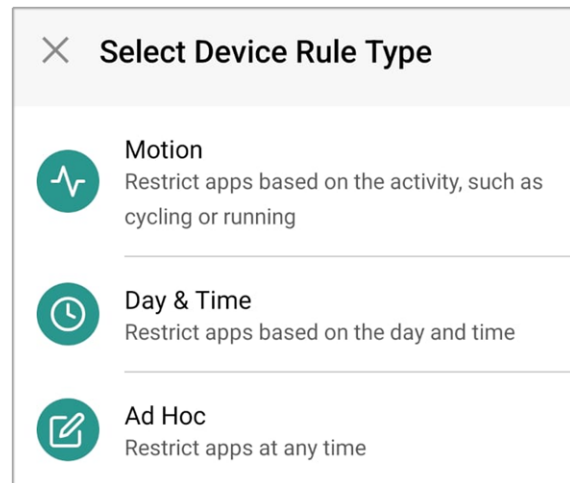 Select Device Rule Type
Motion
Restrict apps based on the activity, such as
cycling or running
Day & Time
Restrict apps based on the day and time
Ad Hoc
Restrict apps at any time